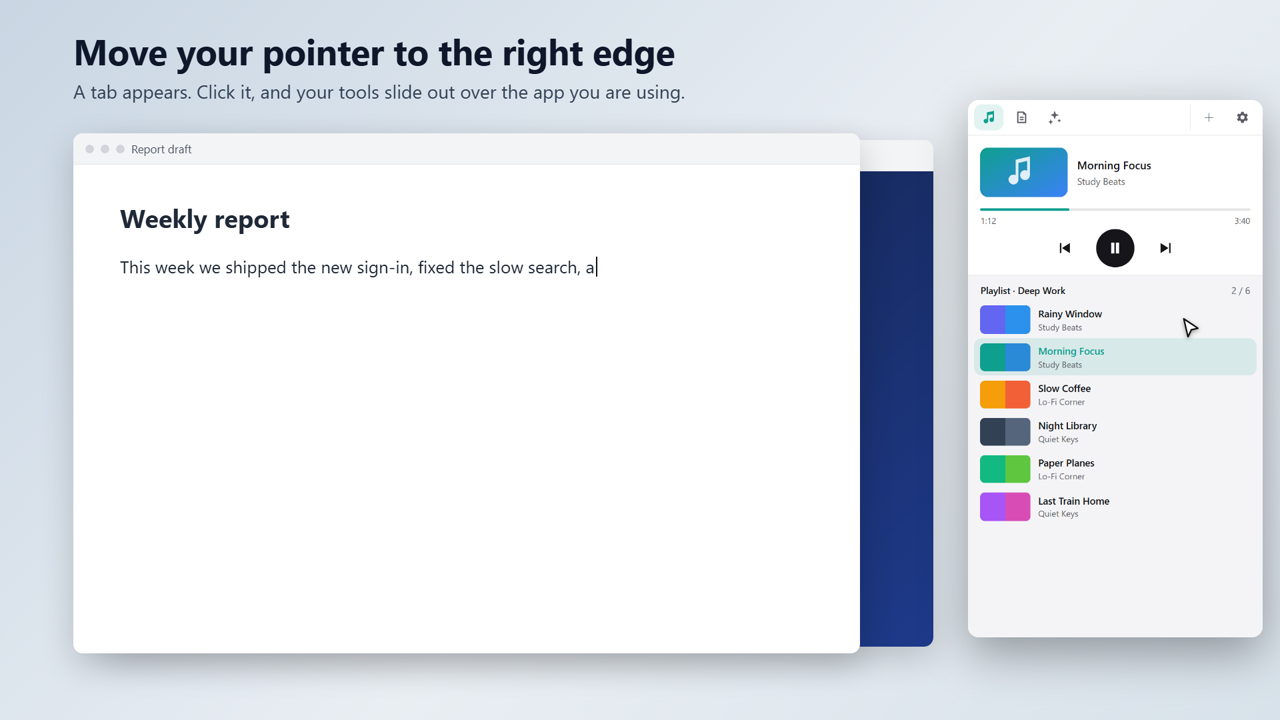 Move your pointer to the right edge
A tab appears. Click it, and your tools slide out over the app you are using.
Report draft
Weekly report
This week we shipped the new sign-in, fixed the slow search, a
Morning Focus
Study Beats
1:12
3:40
Playlist · Deep Work
2 / 6
Rainy Window
Study Beats
Morning Focus
Study Beats
Slow Coffee
Lo-Fi Corner
Night Library
Quiet Keys
Paper Planes
Lo-Fi Corner
Last Train Home
Quiet Keys